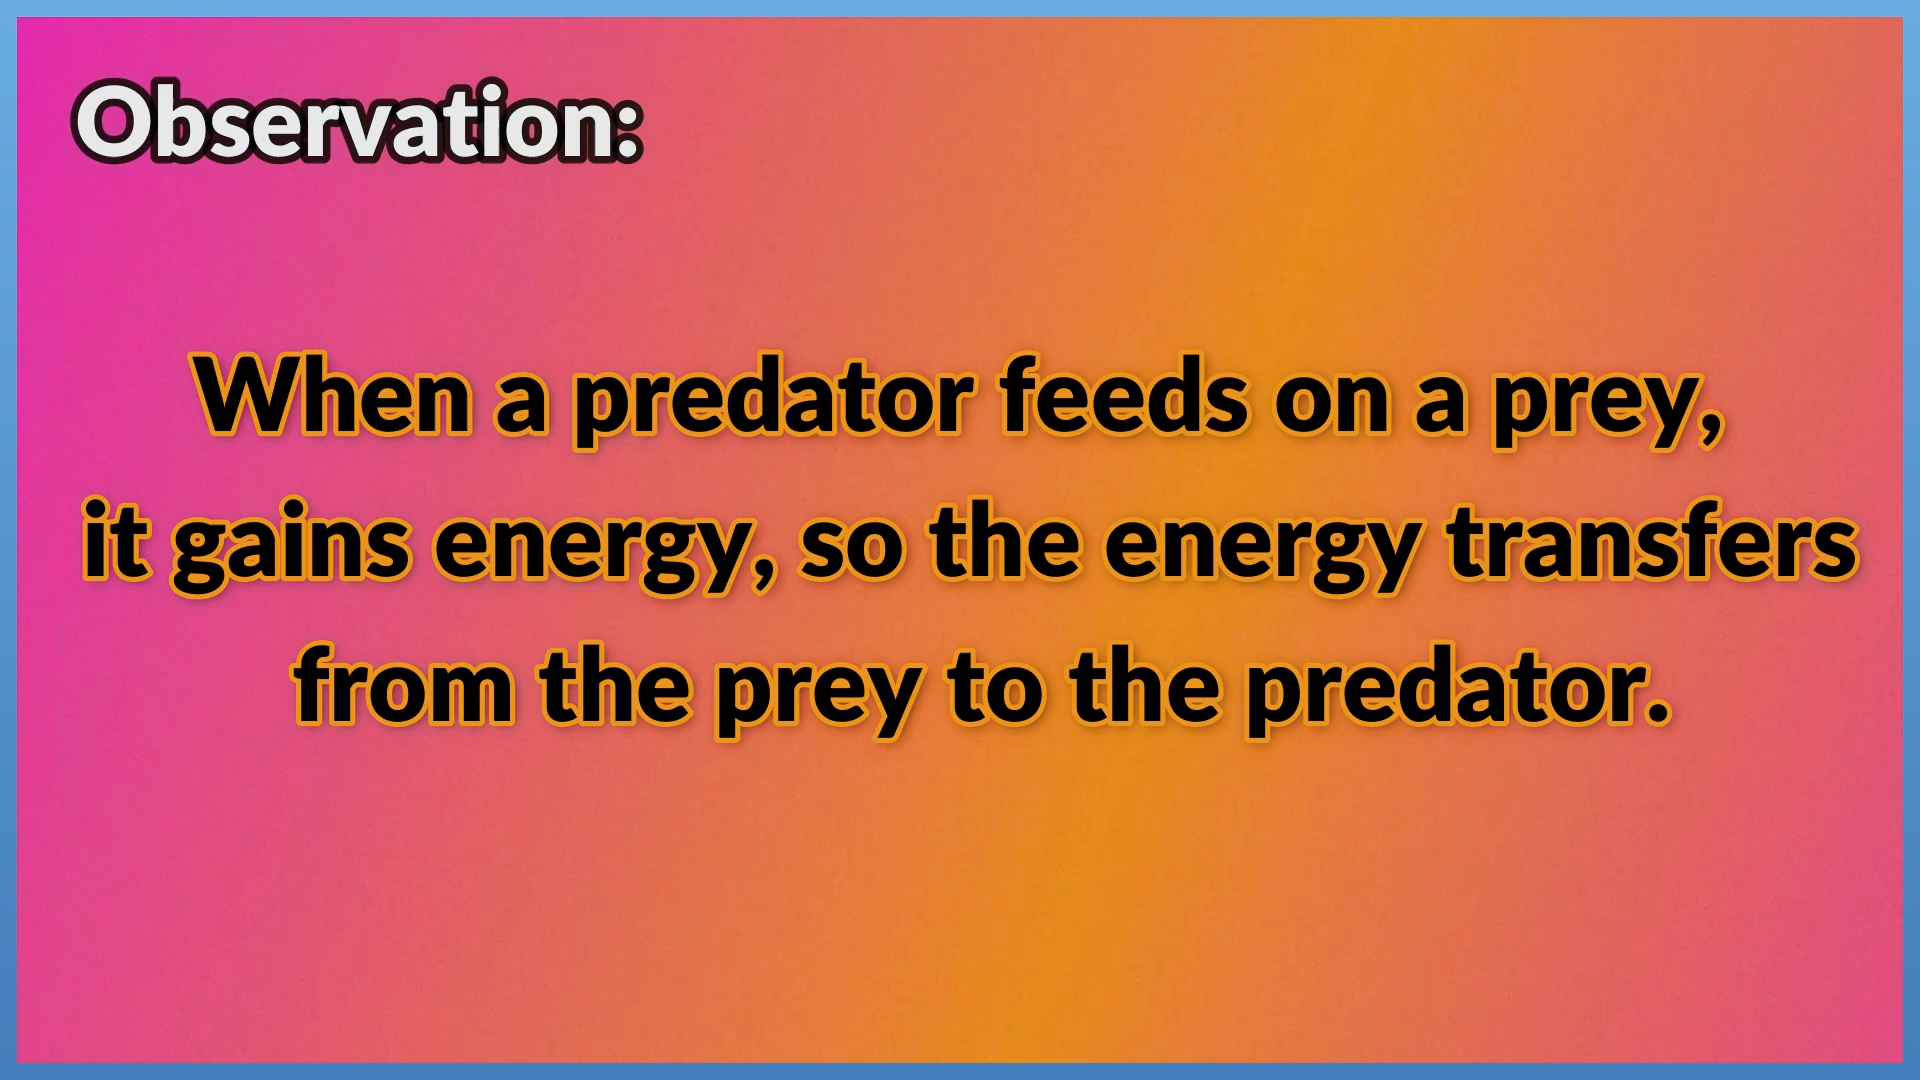 Observation:
When a predator feeds on a prey,
it gains energy, so the energy transfers
from the prey to the predator.